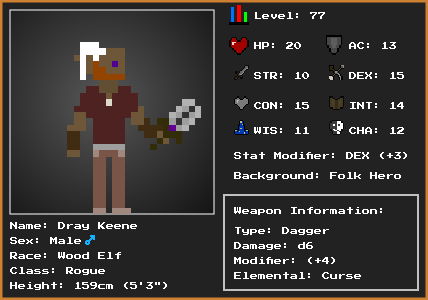 Level: 77
HP: 20
AC: 13
STR: 10
DEX: 15
CON: 15
INT: 14
WIS: 11
CHA: 12
Stat Modifier: DEX (+3)
Background: Folk Hero
Weapon Information:
Type: Dagger
Damage: d6
Modifier: (+4)
Elemental: Curse
Name: Dray Keene
Sex: Male♂
Race: Wood Elf
Class: Rogue
Height: 159cm (5'3")